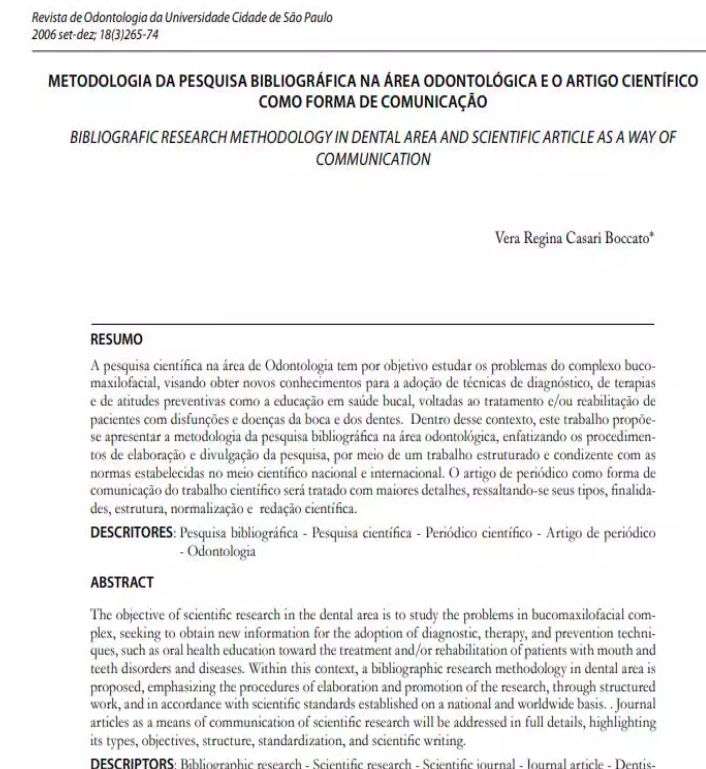 Revista de Odontologia da Universidade Cidade de São Paulo
2006 set-dez; 18(3)265-74
METODOLOGIA DA PESQUISA BIBLIOGRÁFICA NA ÁREA ODONTOLÓGICA E O ARTIGO CIENTÍFICO
COMO FORMA DE COMUNICAÇÃO
BIBLIOGRAFIC RESEARCH METHODOLOGY IN DENTAL AREA AND SCIENTIFIC ARTICLE AS A WAY OF
COMMUNICATION
Vera Regina Casari Boccato*
RESUMO
A pesquisa científica na área de Odontologia tem por objetivo estudar os problemas do complexo buco-
maxilofacial, visando obter novos conhecimentos para a adoção de técnicas de diagnóstico, de terapias
e de atitudes preventivas como a educação em saúde bucal, voltadas ao tratamento e/ou reabilitação de
pacientes com disfunções e doenças da boca e dos dentes. Dentro desse contexto, este trabalho propõe-
se apresentar a metodologia da pesquisa bibliográfica na área odontológica, enfatizando os procedimen-
tos de elaboração e divulgação da pesquisa, por meio de um trabalho estruturado e condizente com as
normas estabelecidas no meio científico nacional e internacional. O artigo de periódico como forma de
comunicação do trabalho científico será tratado com maiores detalhes, ressaltando-se seus tipos, finalida-
des, estrutura, normalização e redação científica.
DESCRITORES: Pesquisa bibliográfica - Pesquisa científica - Periódico científico - Artigo de periódico
- Odontologia
ABSTRACT
The objective of scientific research in the dental area is to study the problems in bucomaxilofacial com-
plex, seeking to obtain new information for the adoption of diagnostic, therapy, and prevention techni-
ques, such as oral health education toward the treatment and/or rehabilitation of patients with mouth and
teeth disorders and diseases. Within this context, a bibliographic research methodology in dental area is
proposed, emphasizing the procedures of elaboration and promotion of the research, through structured
work, and in accordance with scientific standards established on a national and worldwide basis. . Journal
articles as a means of communication of scientific research will be addressed in full details, highlighting
its types, objectives, structure, standardization, and scientific writing.
DESCRIPTORS: Bibliographic research - Scientific research - Scientific journal - Journal article - Dentis-